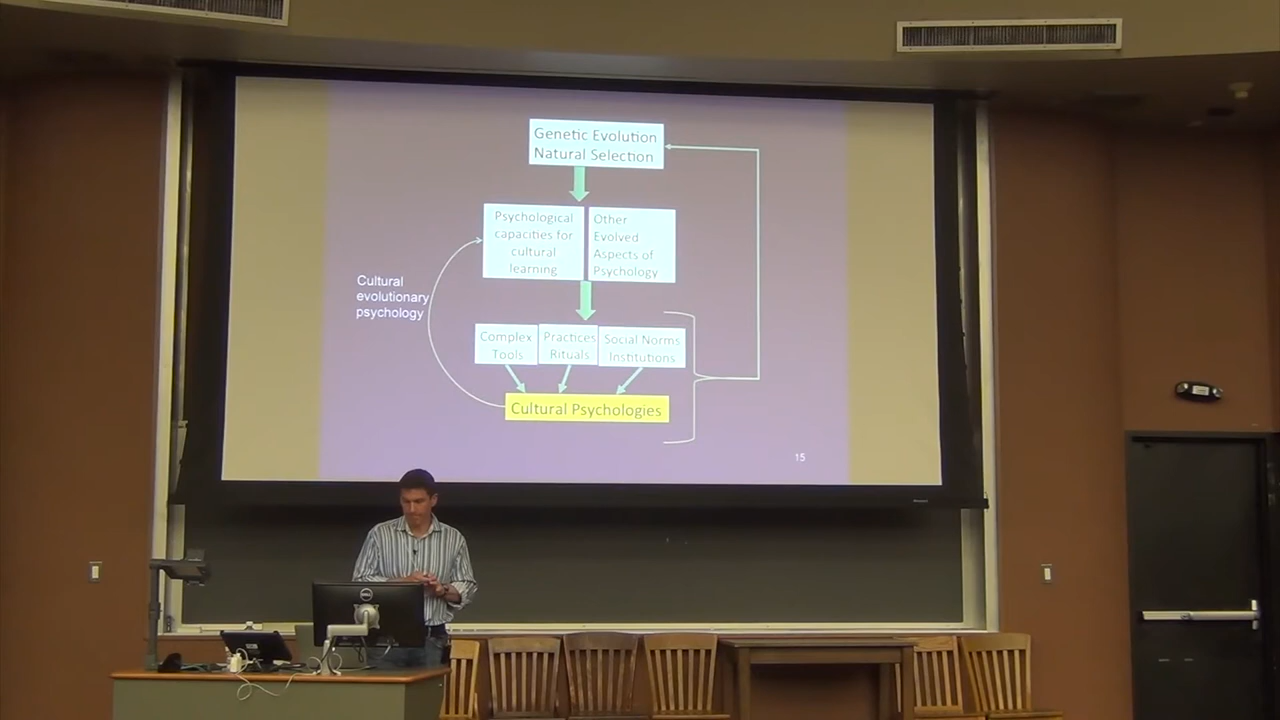 Genetic Evolution
Natural Selection
Psychological
capacities for
cultural
learning
Other
Evolved
Aspects of
Psychology
Cultural
evolutionary
psychology
Complex
Tools
Practices
Rituals
Social Norms
Institutions
Cultural Psychologies
15
DELL